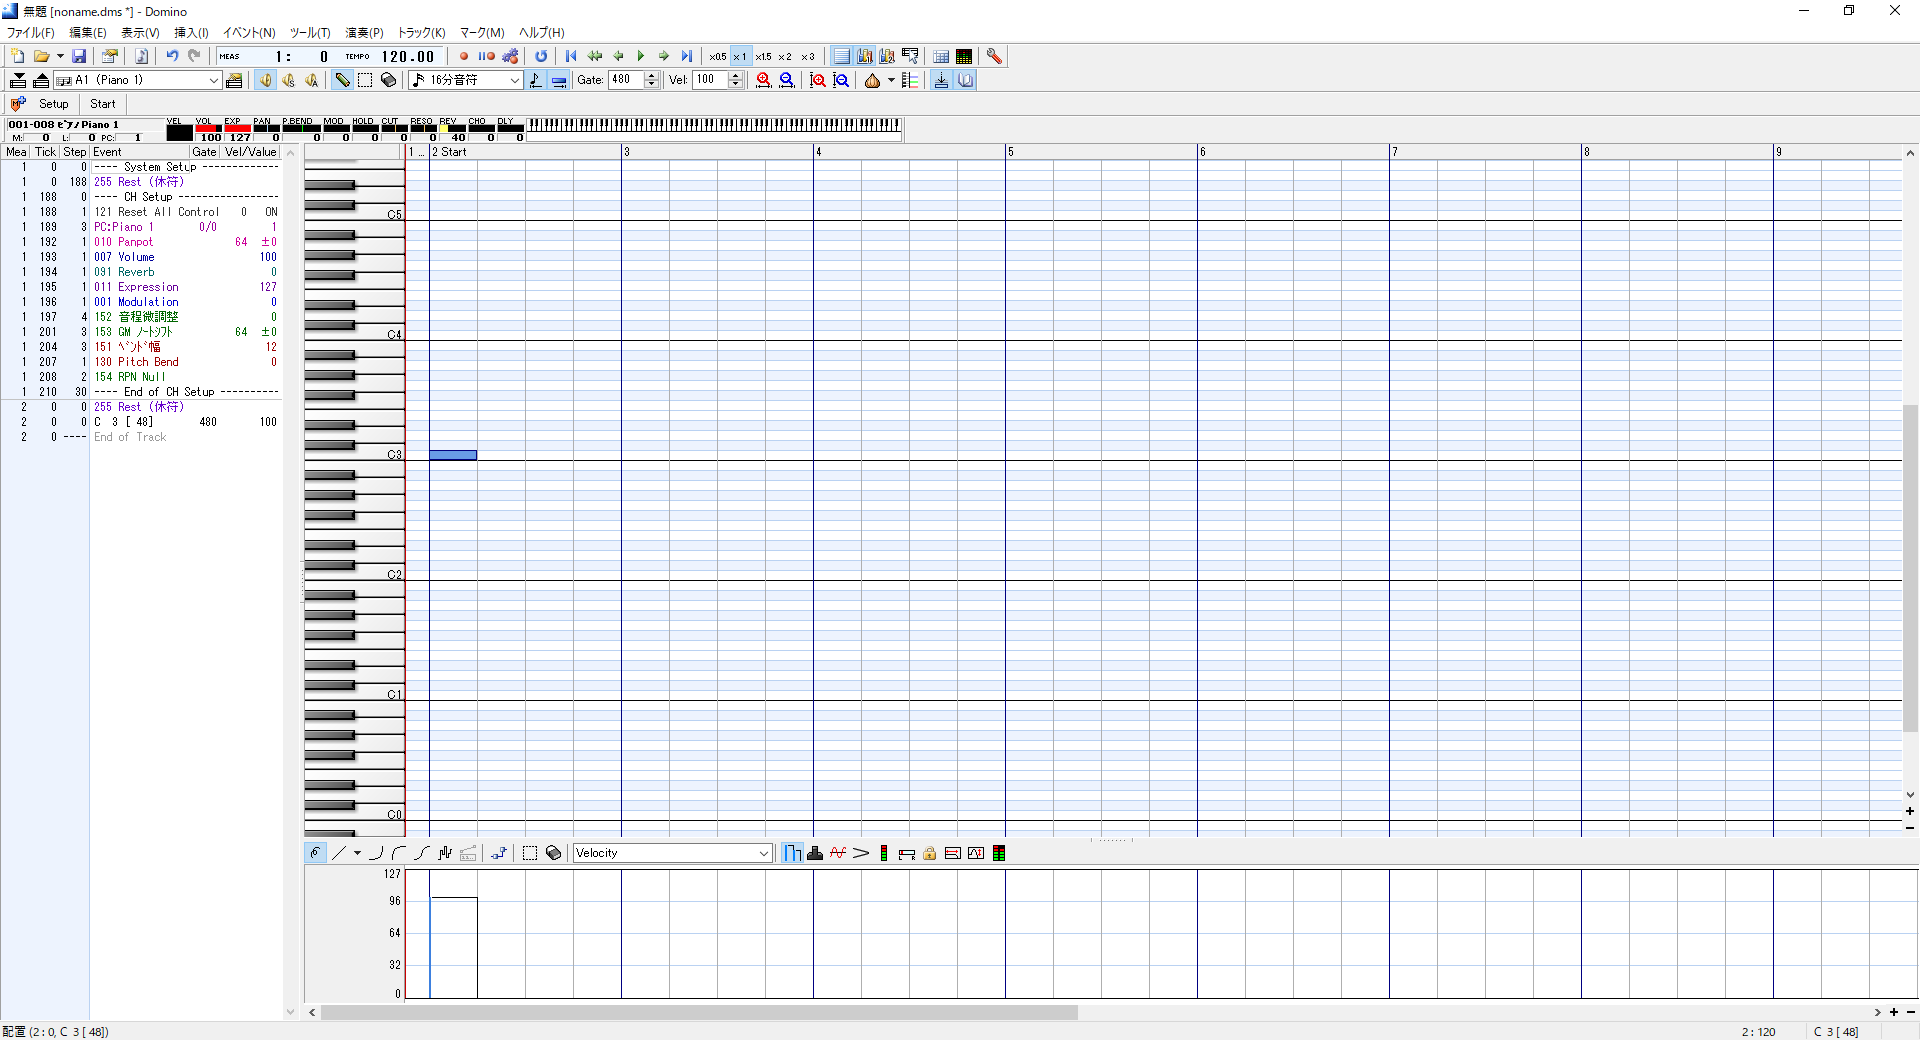 無題 [noname.dms *] - Domino
ファイル(F) 編集(E) 表示(V) 挿入(I) イベント(N) ツール(T) 演奏(P) トラック(K) マーク(M) ヘルプ(H)
MEAS 1: 0 TEMPO 120.00 x0.5 x1 x1.5 x2 x3
A1 (Piano 1) 16分音符 Gate: 480 Vel: 100
Setup Start
001-008 ﾋﾟｱﾉ/Piano 1 VEL VOL EXP PAN P.BEND MOD HOLD CUT RESO REV CHO DLY
M: 0 L: 0 PC: 1 100 127 0 0 0 0 0 0 40 0 0
Mea Tick Step Event Gate Vel/Value
1 0 0 ---- System Setup -------------
1 0 188 255 Rest (休符)
1 188 0 ---- CH Setup -----------------
1 188 1 121 Reset All Control 0 ON
1 189 3 PC:Piano 1 0/0 1
1 192 1 010 Panpot 64 ±0
1 193 1 007 Volume 100
1 194 1 091 Reverb 0
1 195 1 011 Expression 127
1 196 1 001 Modulation 0
1 197 4 152 音程微調整 0
1 201 3 153 GM ﾉｰﾄｼﾌﾄ 64 ±0
1 204 3 151 ﾍﾞﾝﾄﾞ幅 12
1 207 1 130 Pitch Bend 0
1 208 2 154 RPN Null
1 210 30 ---- End of CH Setup ----------
2 0 0 255 Rest (休符)
2 0 0 C 3 [ 48] 480 100
2 0 ---- End of Track
1 ... 2 Start 3 4 5 6 7 8 9
C5
C4
C3
C2
C1
C0
Velocity
127
96
64
32
0
配置 (2 : 0, C 3 [ 48]) 2 : 120 C 3 [ 48]